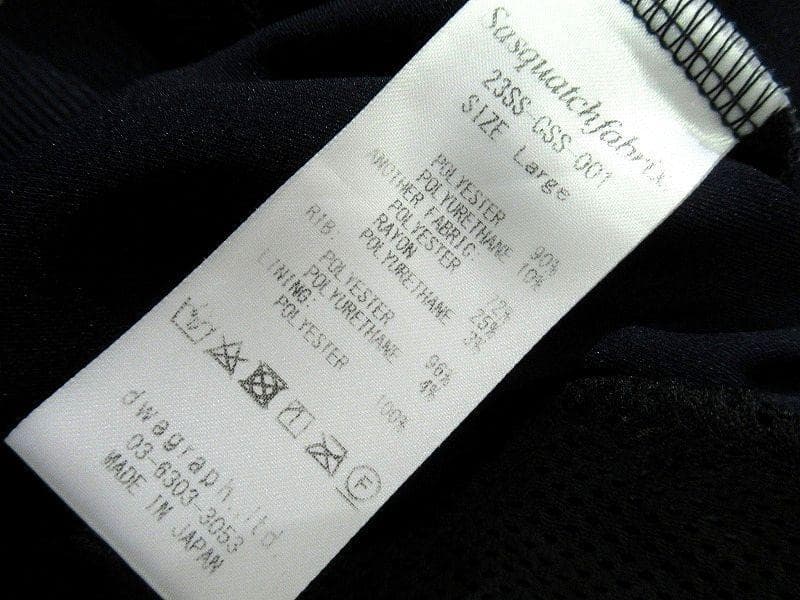 Sasquatchfabrix.
23SS-CSS-001
SIZE Large
POLYESTER 90%
POLYURETHANE 10%
ANOTHER FABRIC:
POLYESTER 72%
RAYON 25%
POLYURETHANE 3%
RIB:
POLYESTER 96%
POLYURETHANE 4%
LINING:
POLYESTER 100%
F
dwagraph.,ltd.
03-6303-3053
MADE IN JAPAN